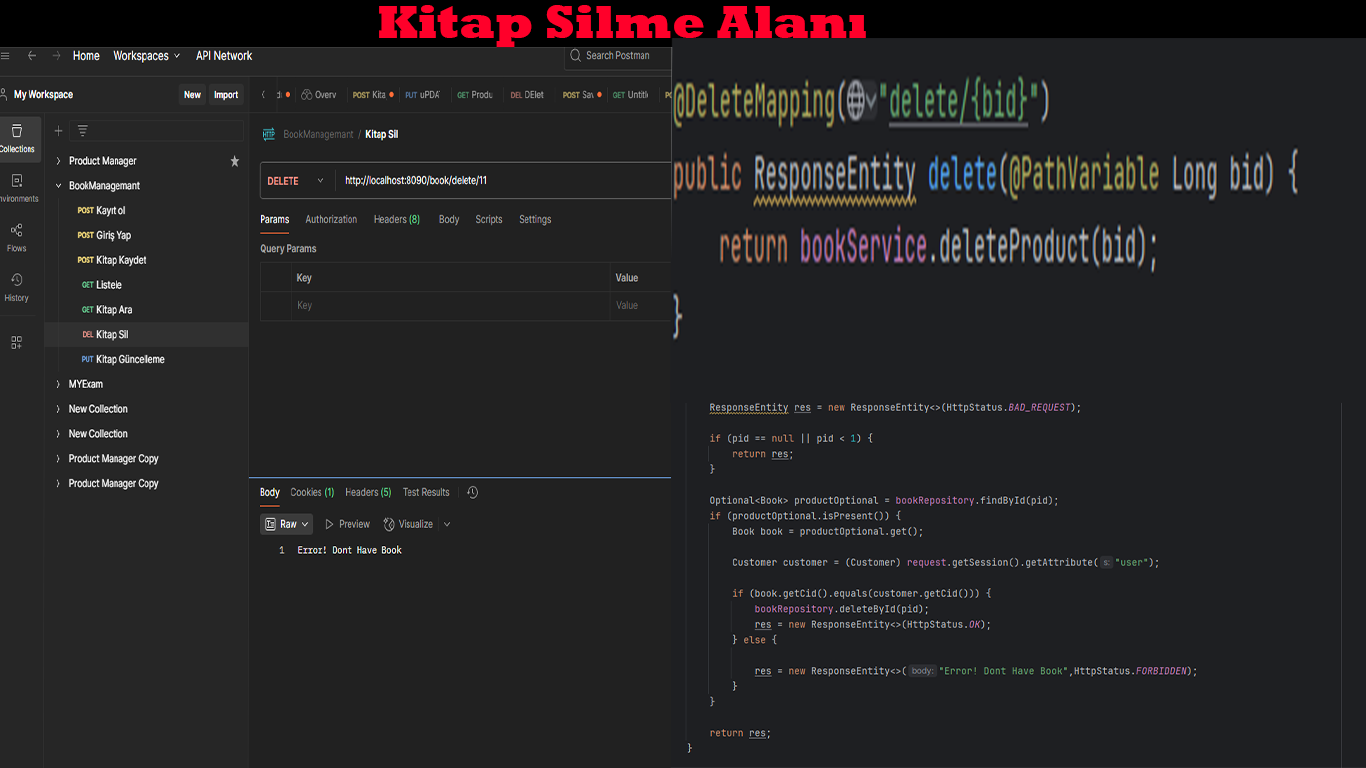 Kitap Silme Alanı
Home Workspaces API Network
Search Postman
My Workspace
New Import
Overv
POST Kita
PUT uPDA
GET Produ
DEL DElet
POST Sav
GET Untitle
Collections
Flows
History
Product Manager
BookManagemant
POST Kayıt ol
POST Giriş Yap
POST Kitap Kaydet
GET Listele
GET Kitap Ara
DEL Kitap Sil
PUT Kitap Güncelleme
MYExam
New Collection
New Collection
Product Manager Copy
Product Manager Copy
HTTP BookManagemant / Kitap Sil
DELETE http://localhost:8090/book/delete/11
Params Authorization Headers (8) Body Scripts Settings
Query Params
Key Value
Key Value
Body Cookies (1) Headers (5) Test Results
Raw Preview Visualize
1 Error! Dont Have Book
@DeleteMapping("delete/{bid}")
public ResponseEntity delete(@PathVariable Long bid) {
return bookService.deleteProduct(bid);
}
ResponseEntity res = new ResponseEntity<>(HttpStatus.BAD_REQUEST);
if (pid == null || pid < 1) {
return res;
}
Optional<Book> productOptional = bookRepository.findById(pid);
if (productOptional.isPresent()) {
Book book = productOptional.get();
Customer customer = (Customer) request.getSession().getAttribute( s: "user");
if (book.getCid().equals(customer.getCid())) {
bookRepository.deleteById(pid);
res = new ResponseEntity<>(HttpStatus.OK);
} else {
res = new ResponseEntity<>( body: "Error! Dont Have Book",HttpStatus.FORBIDDEN);
}
}
return res;
}